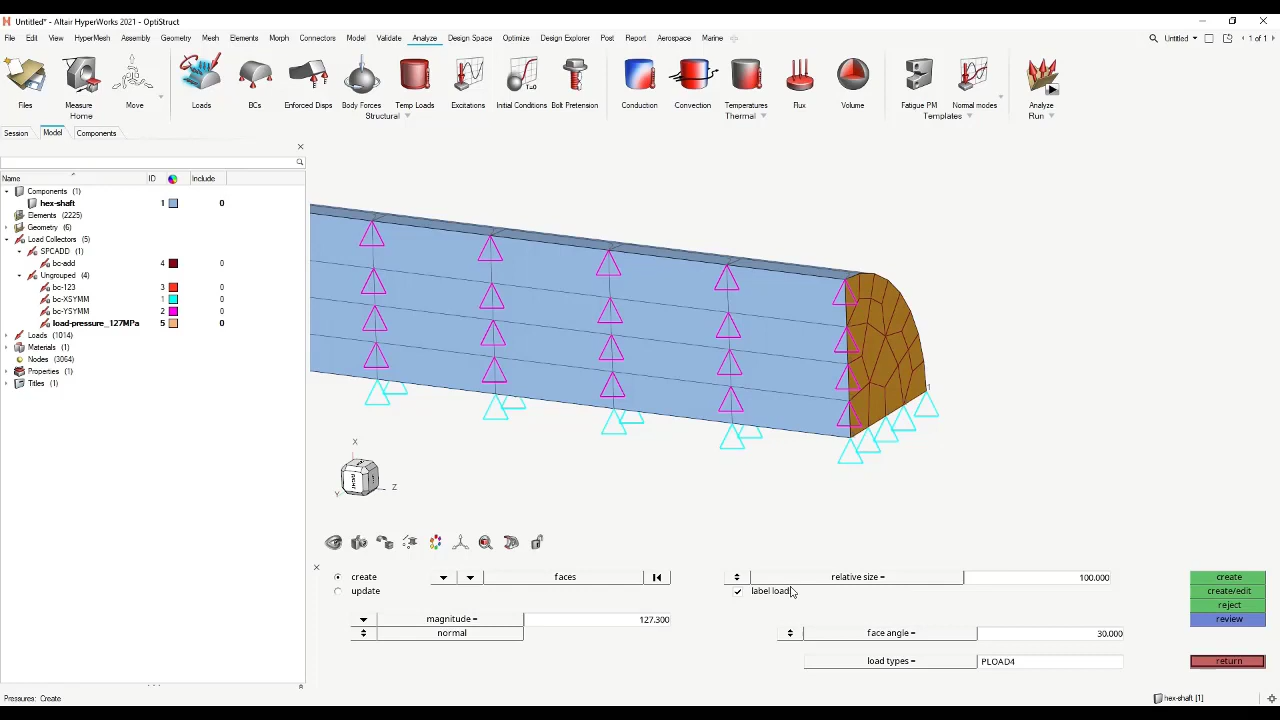 Untitled* - Altair HyperWorks 2021 - OptiStruct
File Edit View HyperMesh Assembly Geometry Mesh Elements Morph Connectors Model Validate Analyze Design Space Optimize Design Explorer Post Report Aerospace Marine Untitled 1 of 1
Files Measure Move Loads BCs Enforced Disps Body Forces Temp Loads Excitations Initial Conditions Bolt Pretension Conduction Convection Temperatures Flux Volume Fatigue PM Normal modes Analyze
Home Structural Thermal Templates Run
Session Model Components
Name ID Include
Components (1)
hex-shaft 1 0
Elements (2225)
Geometry (6)
Load Collectors (5)
SPCADD (1)
bc-add 4 0
Ungrouped (4)
bc-123 3 0
bc-XSYMM 1 0
bc-YSYMM 2 0
load-pressure_127MPa 5 0
Loads (1014)
Materials (1)
Nodes (3064)
Properties (1)
Titles (1)
1
X
Y
Z
create faces relative size = 100.000 create
update label load create/edit
reject
magnitude = 127.300 review
normal face angle = 30.000
load types = PLOAD4 return
Pressures: Create hex-shaft [1]